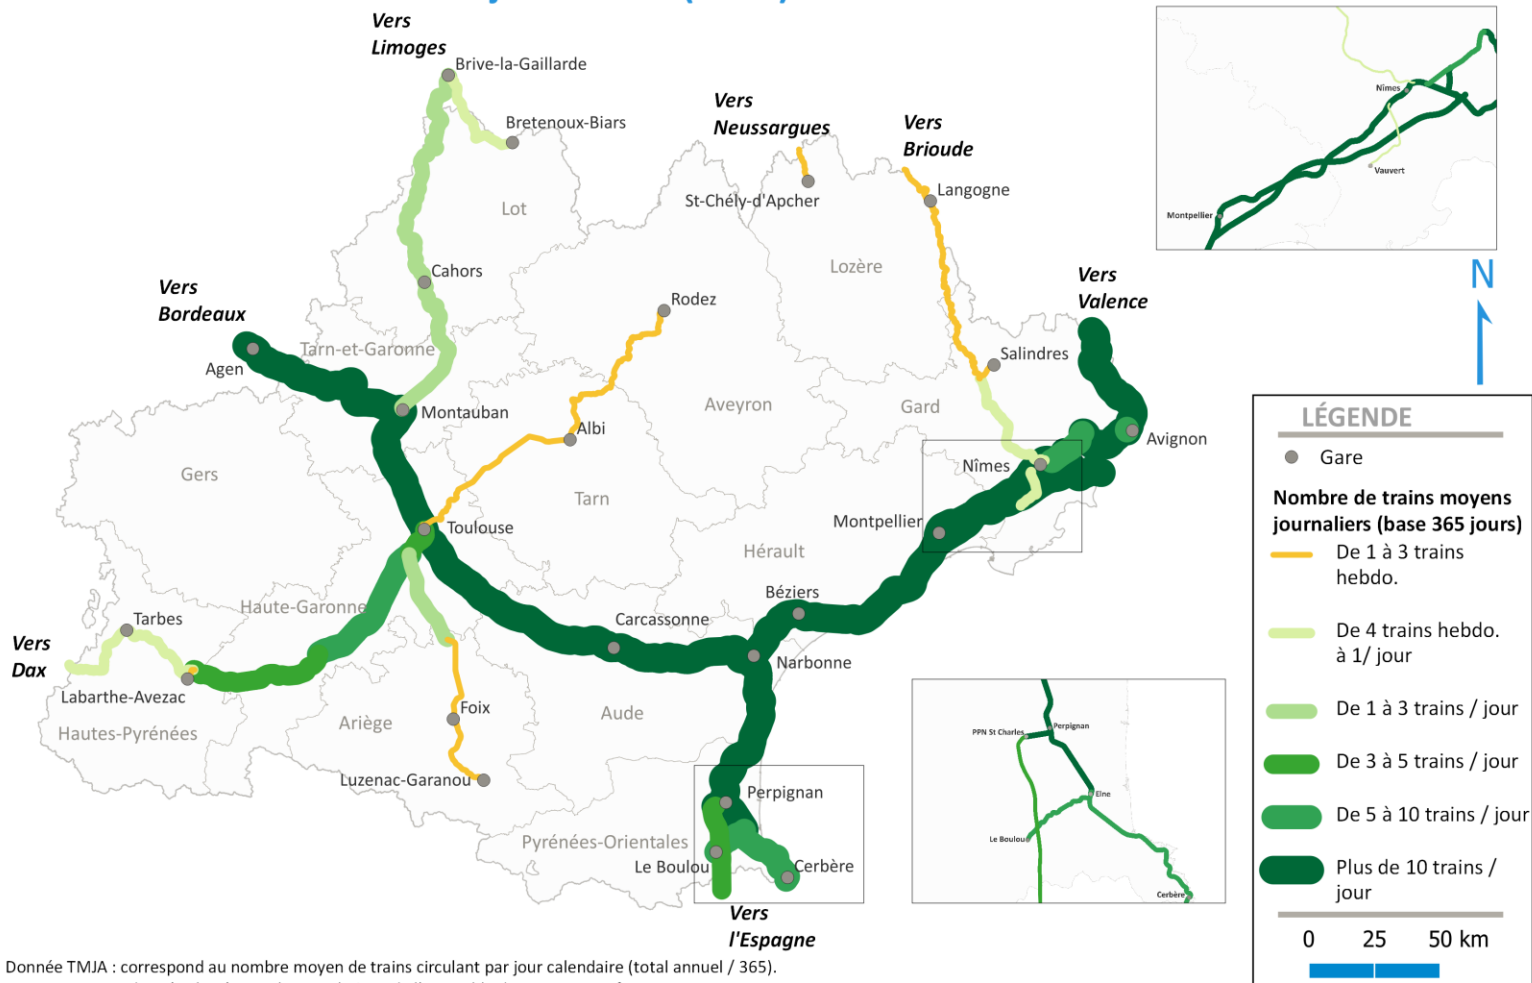 Vers
Limoges
Brive-la-Gaillarde
Bretenoux-Biars
Vers
Neussargues
Vers
Brioude
St-Chély-d'Apcher
Langogne
Lot
Cahors
Lozère
Vers
Valence
Vers
Bordeaux
Rodez
Agen
Tarn-et-Garonne
Salindres
Montauban
Aveyron
Gard
Albi
Avignon
Nîmes
Gers
Tarn
Toulouse
Montpellier
Hérault
Béziers
Haute-Garonne
Tarbes
Carcassonne
Narbonne
Vers
Dax
Labarthe-Avezac
Hautes-Pyrénées
Ariège
Foix
Aude
Luzenac-Garanou
Perpignan
Pyrénées-Orientales
Le Boulou
Cerbère
Vers
l'Espagne
Nîmes
Vauvert
Montpellier
N
PPN St Charles
Perpignan
Elne
Le Boulou
Cerbère
LÉGENDE
Gare
Nombre de trains moyens
journaliers (base 365 jours)
De 1 à 3 trains
hebdo.
De 4 trains hebdo.
à 1/ jour
De 1 à 3 trains / jour
De 3 à 5 trains / jour
De 5 à 10 trains / jour
Plus de 10 trains /
jour
0 25 50 km
Donnée TMJA : correspond au nombre moyen de trains circulant par jour calendaire (total annuel / 365).